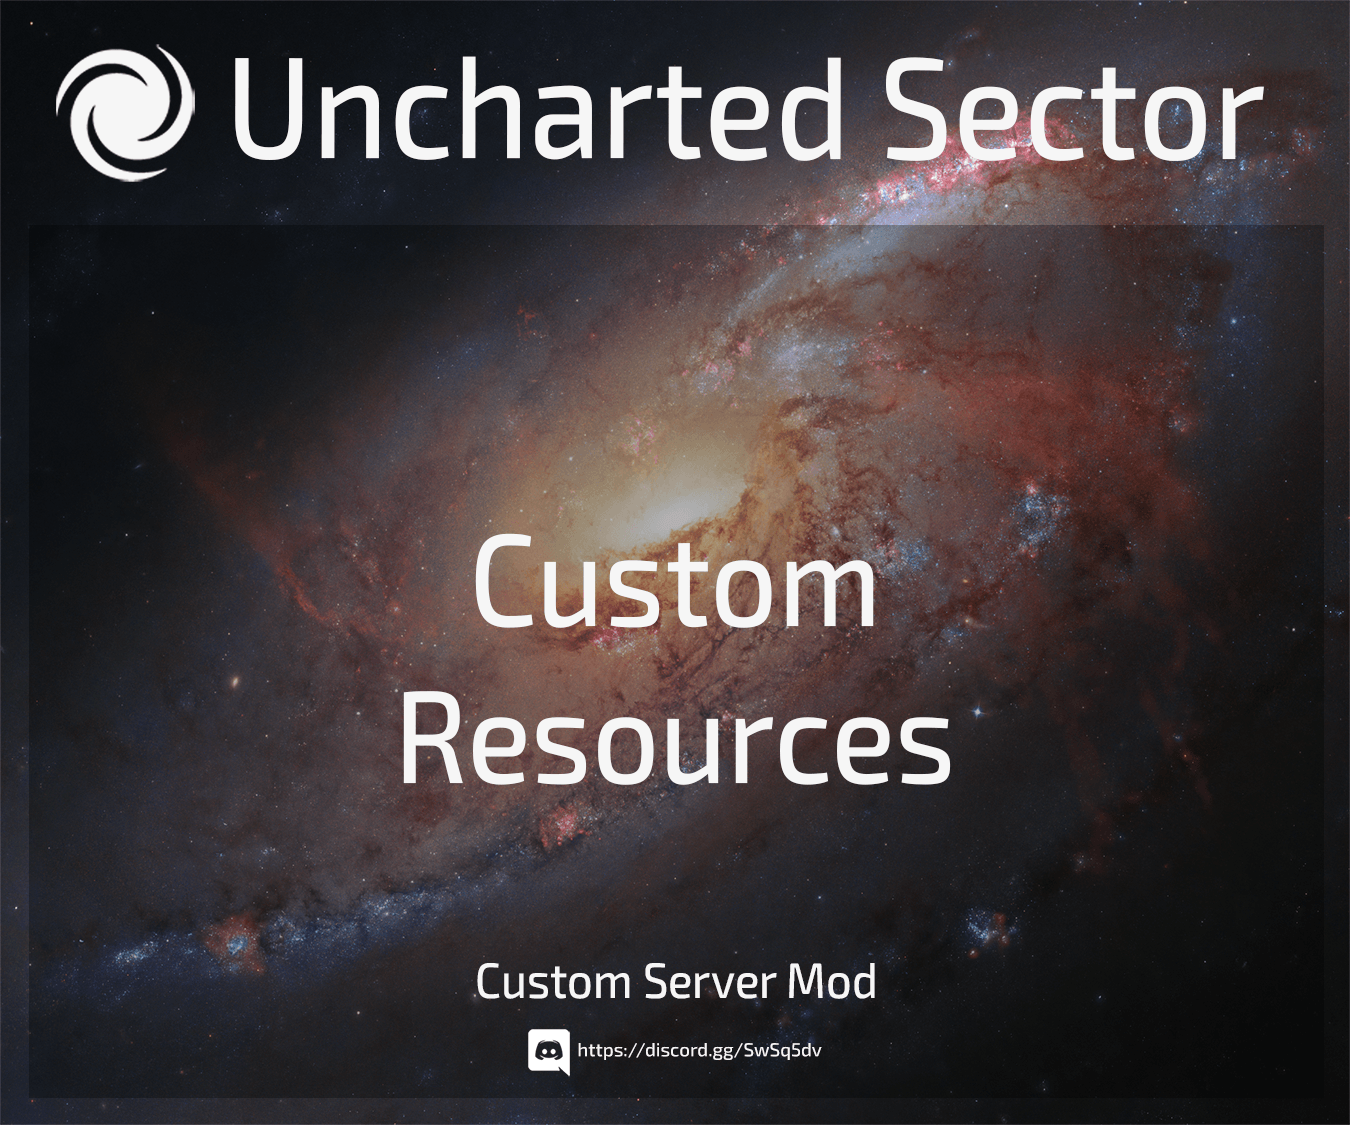 Uncharted Sector
Custom
Resources
Custom Server Mod
https://discord.gg/SwSq5dv